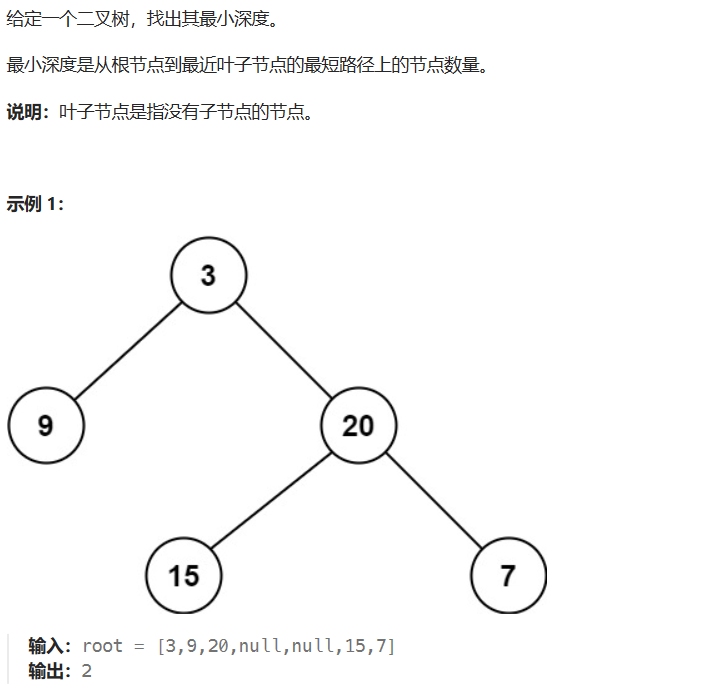 给定一个二叉树，找出其最小深度。
最小深度是从根节点到最近叶子节点的最短路径上的节点数量。
说明：叶子节点是指没有子节点的节点。
示例 1：
3
9
20
15
7
输入：root = [3,9,20,null,null,15,7]
输出：2